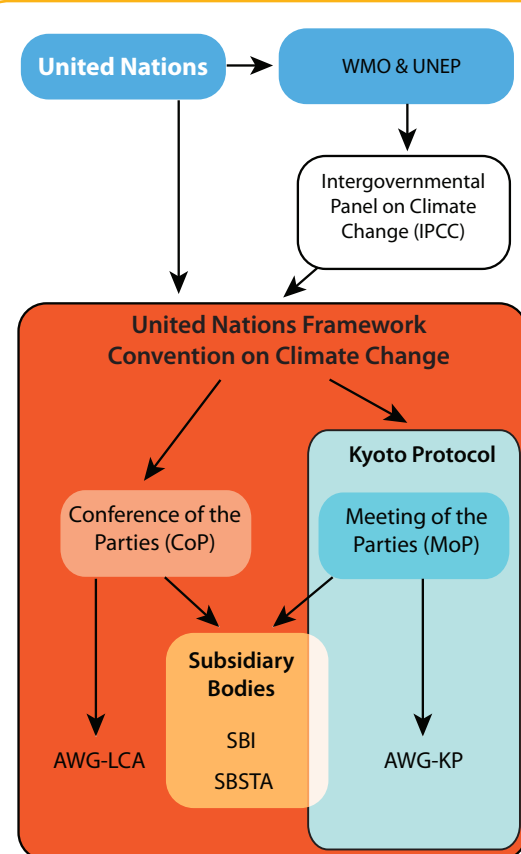 United Nations
WMO & UNEP
Intergovernmental
Panel on Climate
Change (IPCC)
United Nations Framework
Convention on Climate Change
Kyoto Protocol
Conference of the
Parties (CoP)
Meeting of the
Parties (MoP)
Subsidiary
Bodies
SBI
SBSTA
AWG-LCA
AWG-KP